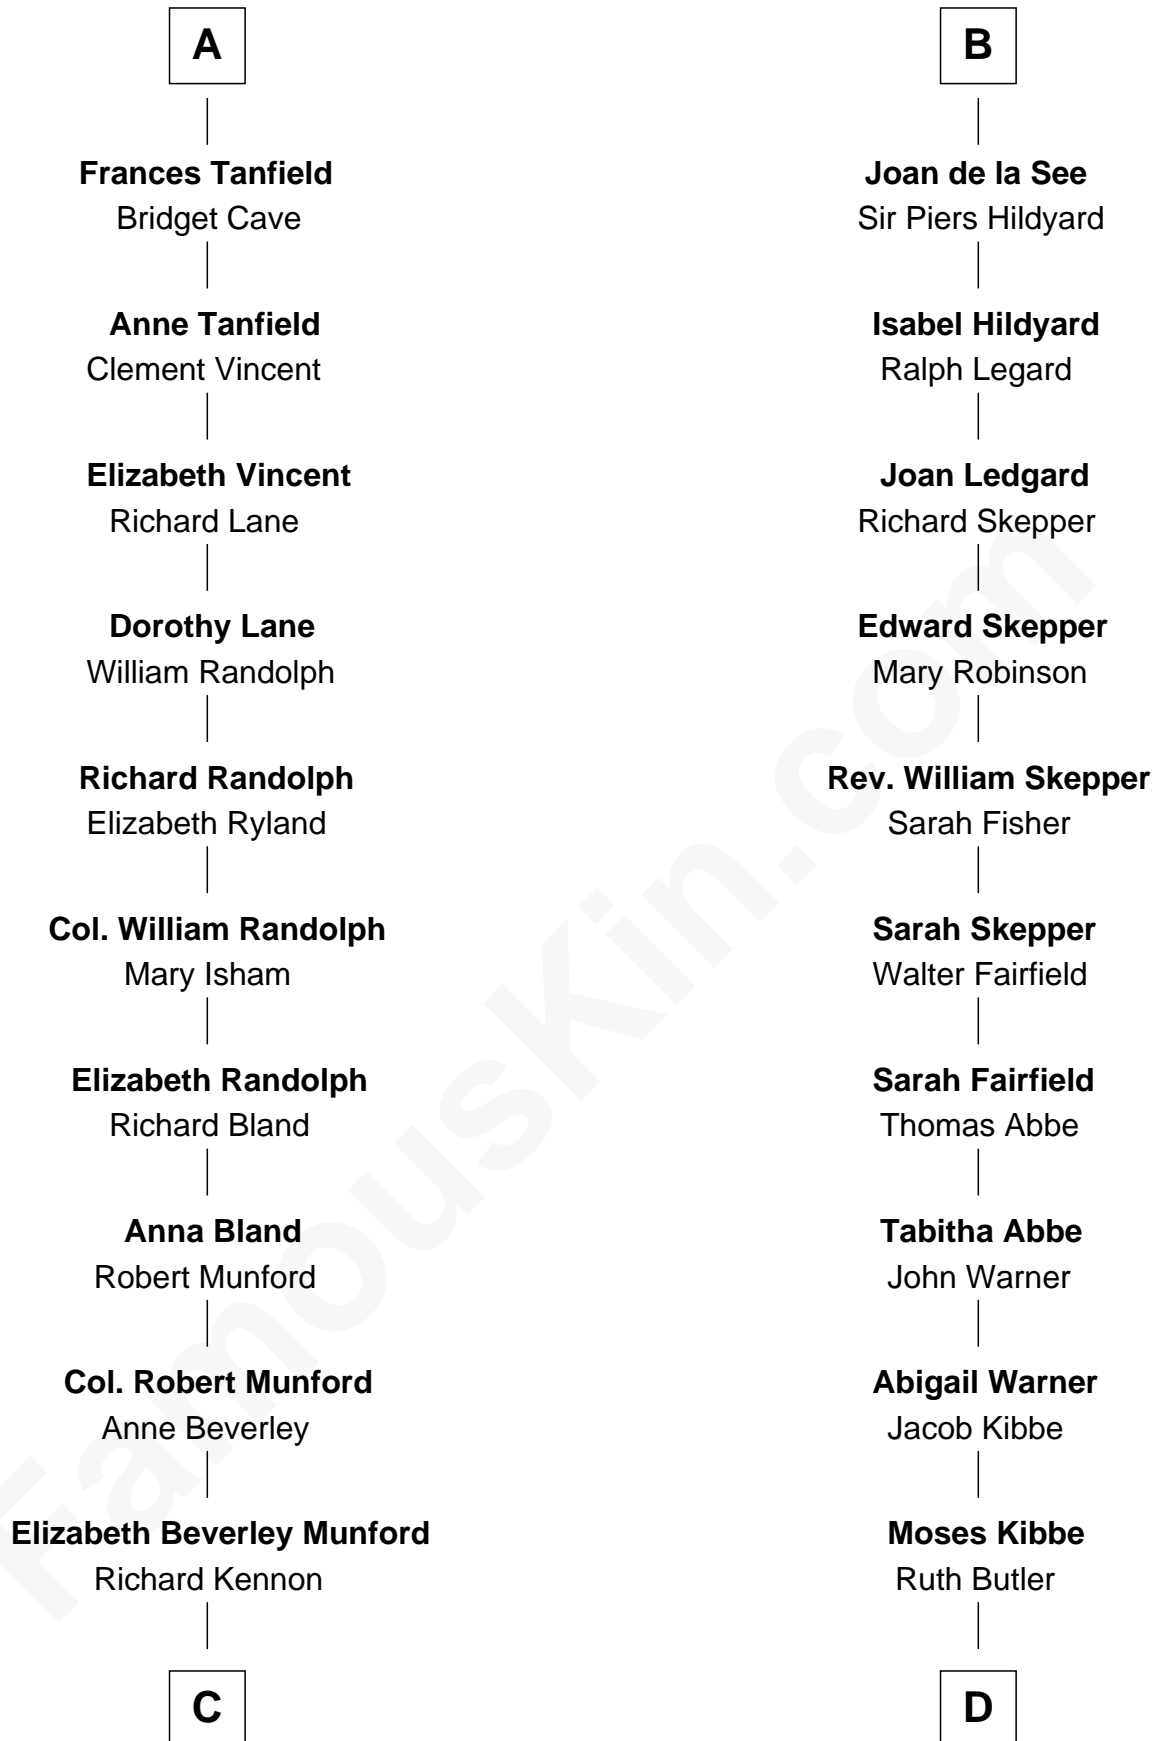 A
Frances Tanfield
Bridget Cave
Anne Tanfield
Clement Vincent
Elizabeth Vincent
Richard Lane
Dorothy Lane
William Randolph
Richard Randolph
Elizabeth Ryland
Col. William Randolph
Mary Isham
Elizabeth Randolph
Richard Bland
Anna Bland
Robert Munford
Col. Robert Munford
Anne Beverley
Elizabeth Beverley Munford
Richard Kennon
C
B
Joan de la See
Sir Piers Hildyard
Isabel Hildyard
Ralph Legard
Joan Ledgard
Richard Skepper
Edward Skepper
Mary Robinson
Rev. William Skepper
Sarah Fisher
Sarah Skepper
Walter Fairfield
Sarah Fairfield
Thomas Abbe
Tabitha Abbe
John Warner
Abigail Warner
Jacob Kibbe
Moses Kibbe
Ruth Butler
D
FamousKin.com